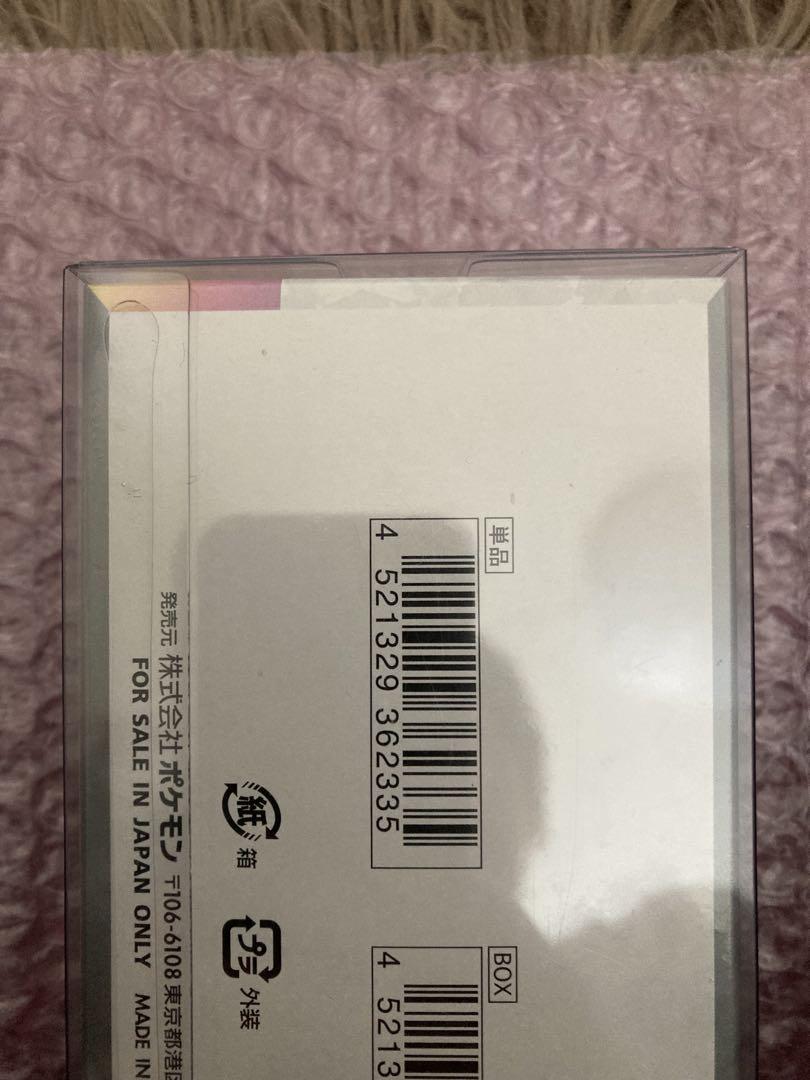 単品
4 521329 362335
BOX
4 5213
紙 箱
プラ 外装
発売元 株式会社 ポケモン 〒106-6108 東京都港区
FOR SALE IN JAPAN ONLY MADE IN